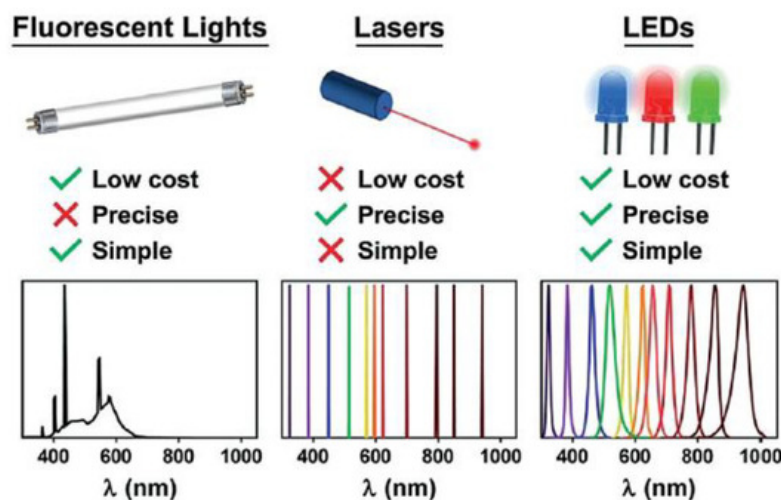 Fluorescent Lights
Low cost
Precise
Simple
400 600 800 1000
λ (nm)
Lasers
Low cost
Precise
Simple
400 600 800 1000
λ (nm)
LEDs
Low cost
Precise
Simple
400 600 800 1000
λ (nm)